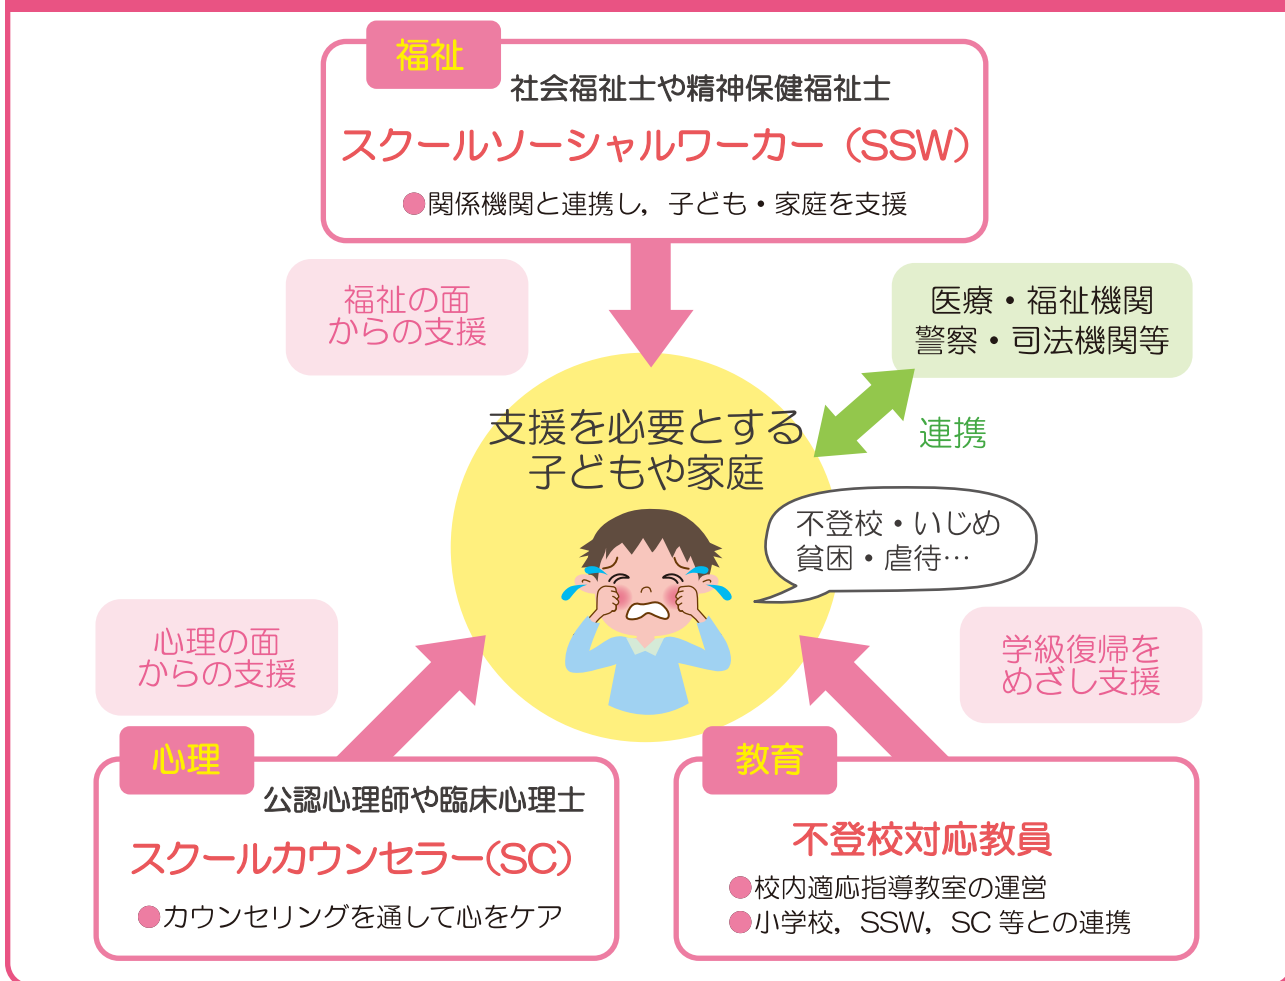 福祉
社会福祉士や精神保健福祉士
スクールソーシャルワーカー（SSW）
●関係機関と連携し，子ども・家庭を支援
福祉の面
からの支援
医療・福祉機関
警察・司法機関等
連携
支援を必要とする
子どもや家庭
不登校・いじめ
貧困・虐待…
心理の面
からの支援
学級復帰を
めざし支援
心理
公認心理師や臨床心理士
スクールカウンセラー(SC)
●カウンセリングを通して心をケア
教育
不登校対応教員
●校内適応指導教室の運営
●小学校，SSW，SC 等との連携